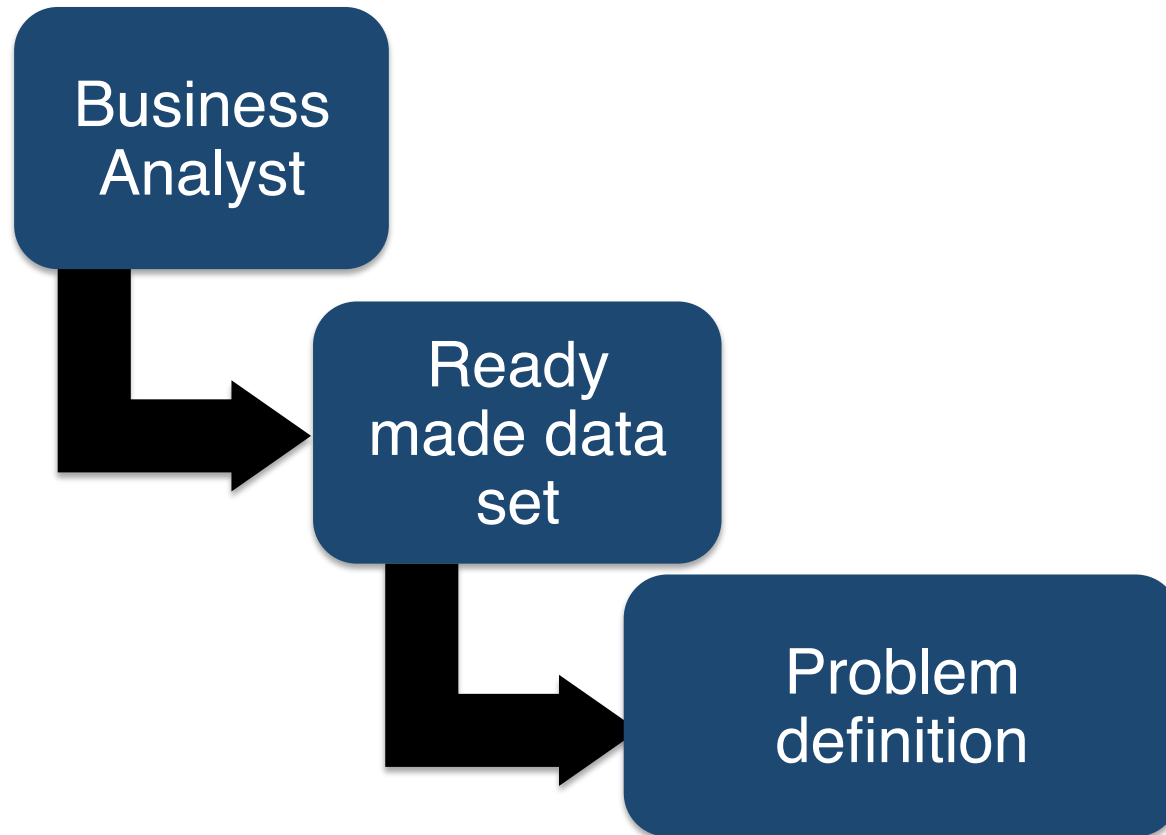 Business
Analyst
Ready
made data
set
Problem
definition